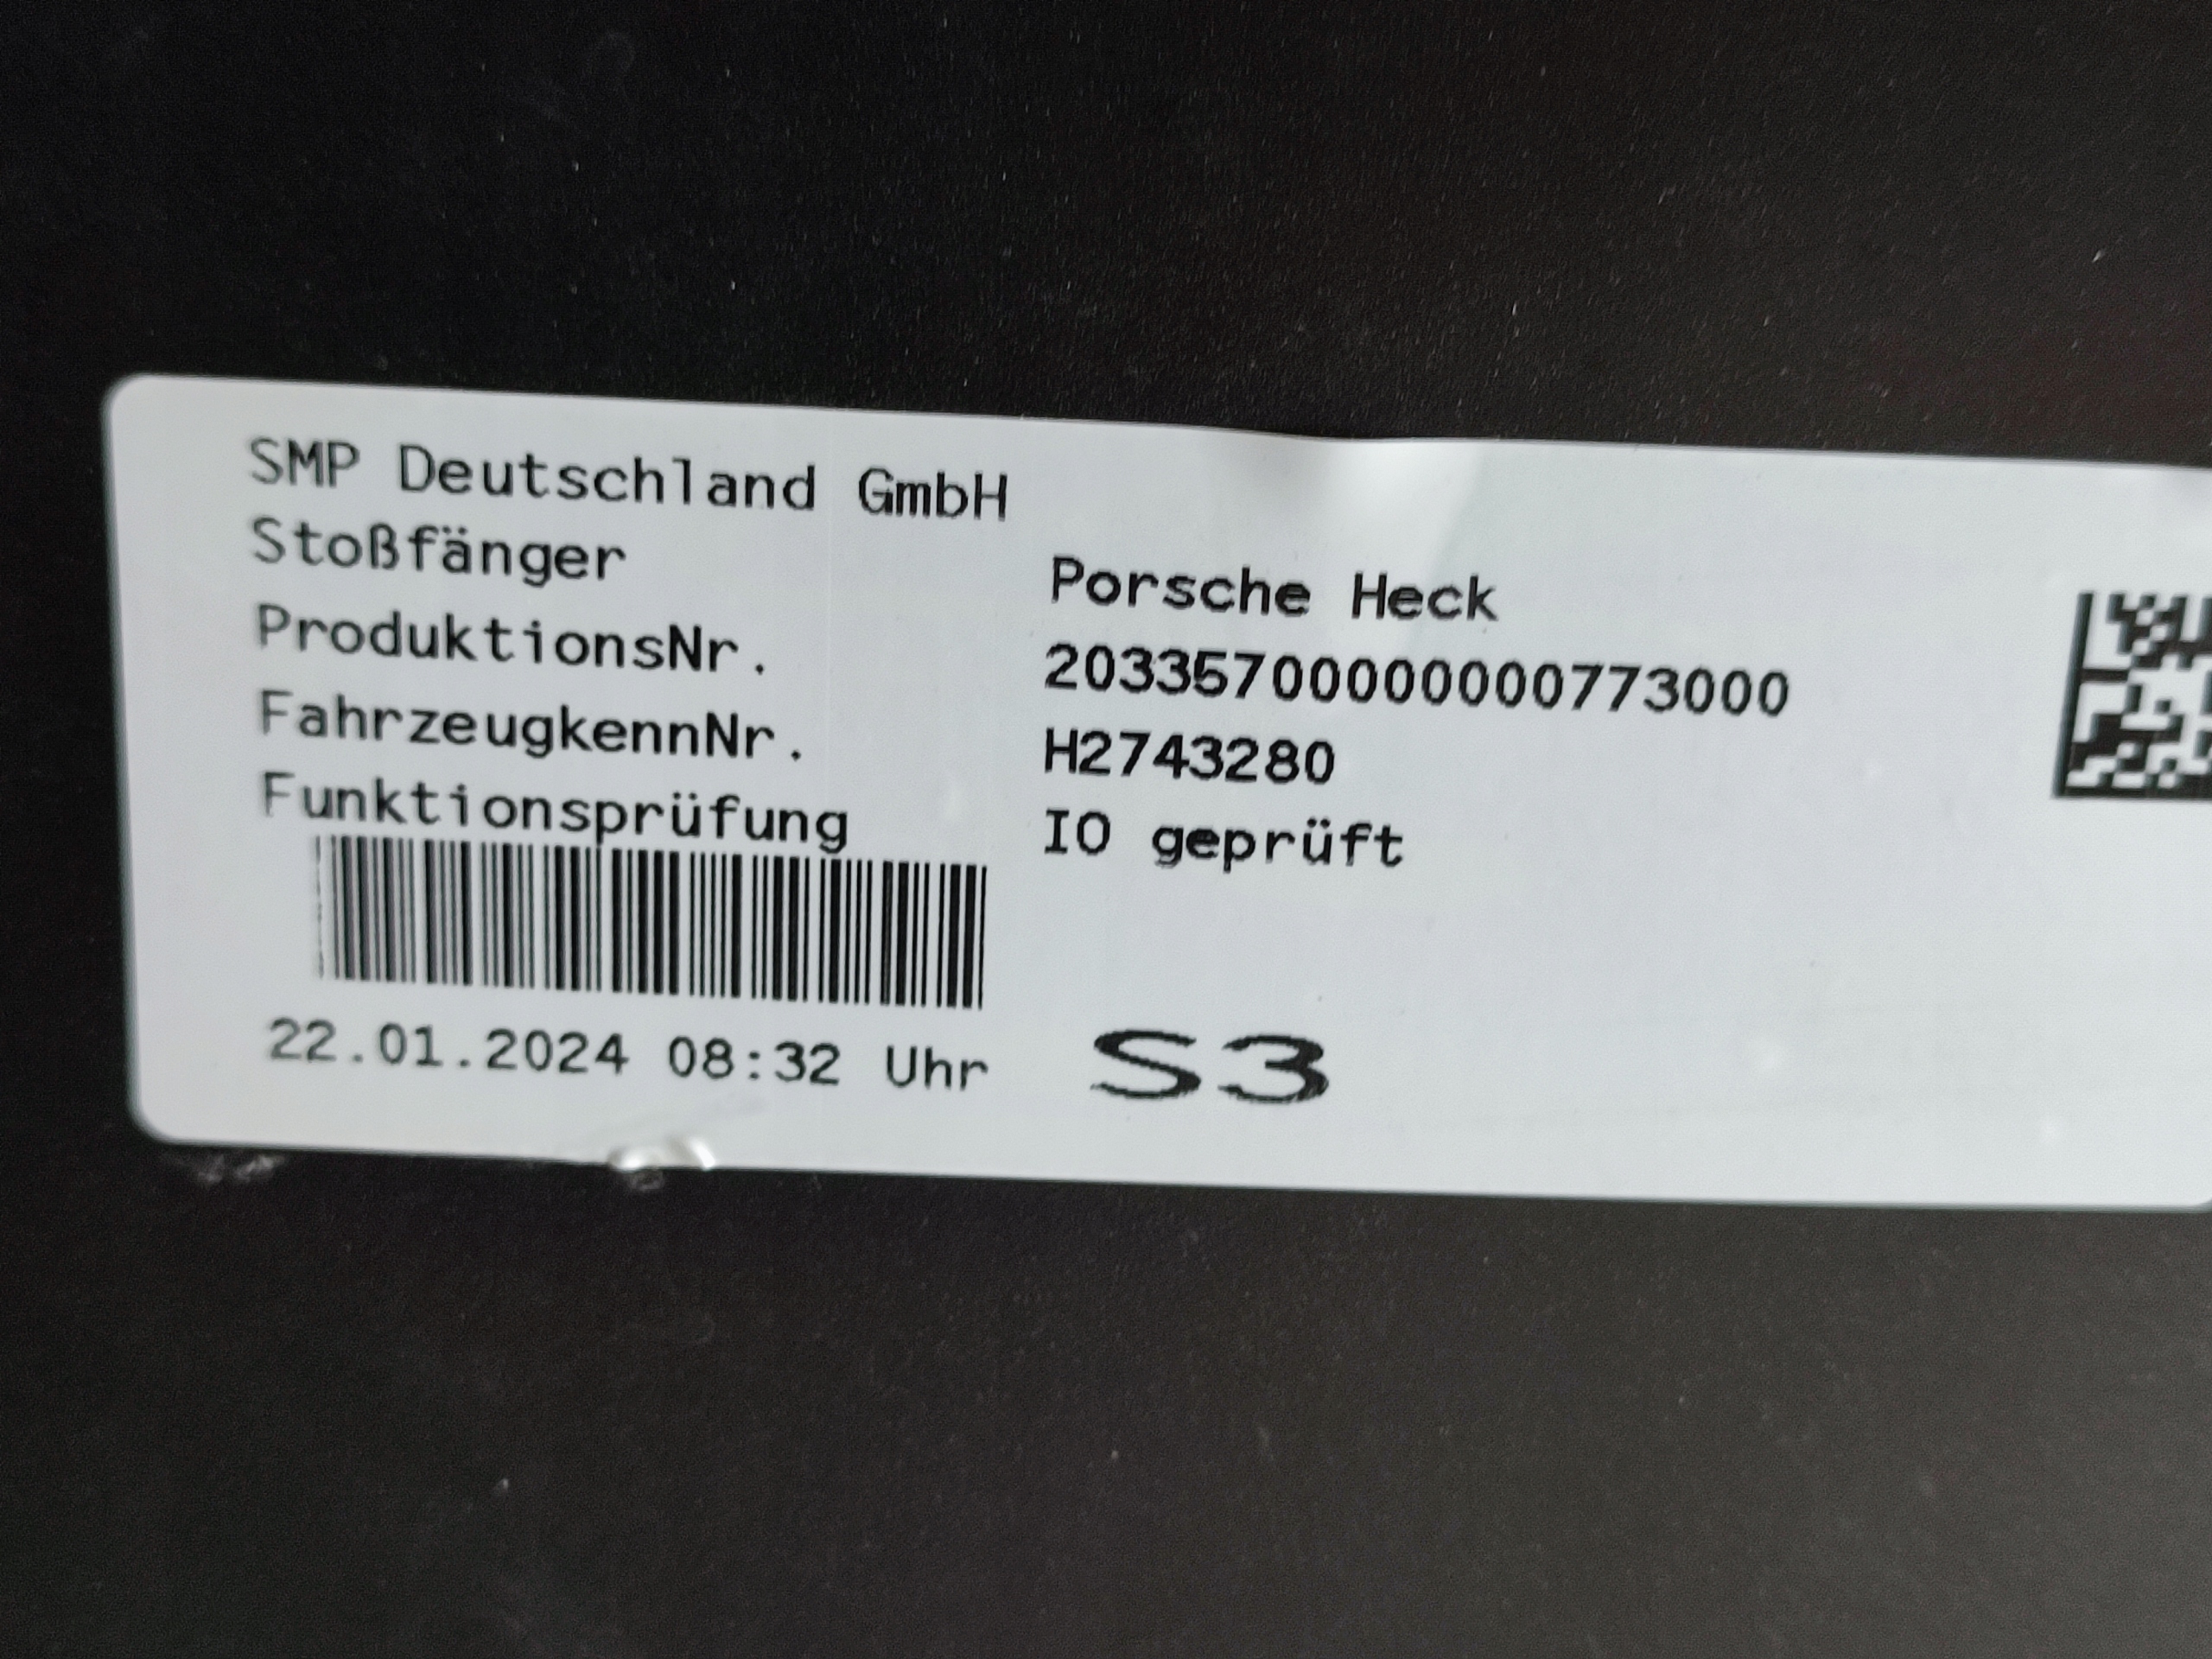 SMP Deutschland GmbH
Stoßfänger Porsche Heck
ProduktionsNr. 20335700000000773000
FahrzeugkennNr. H2743280
Funktionsprüfung IO geprüft
22.01.2024 08:32 Uhr S3